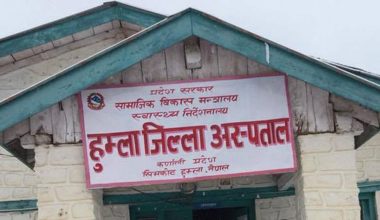 प्रदेश सरकार
सामाजिक विकास मन्त्रालय
स्वास्थ्य निर्देशनालय
हुम्ला जिल्ला अस्पताल
कर्णाली प्रदेश
सिमकोट हुम्ला, नेपाल